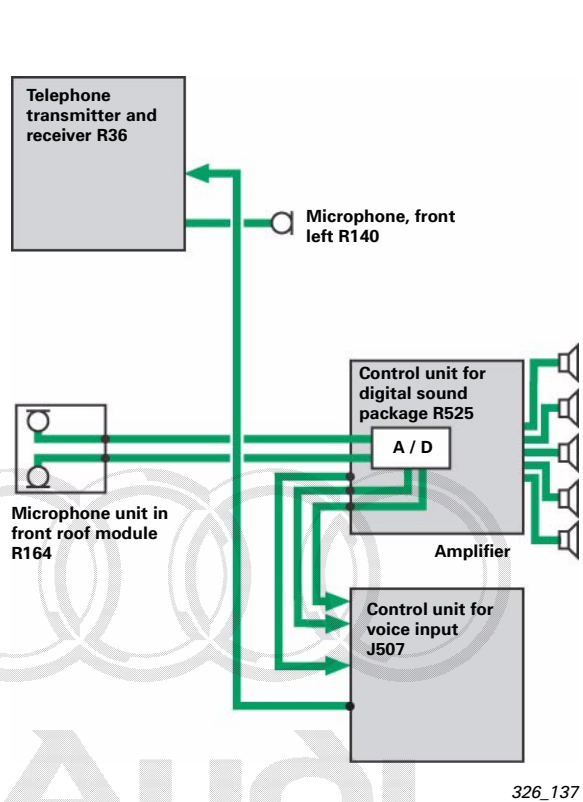 Telephone
transmitter and
receiver R36
Microphone, front
left R140
Control unit for
digital sound
package R525
A / D
Microphone unit in
front roof module
R164
Amplifier
Control unit for
voice input
J507
Audi
326_137